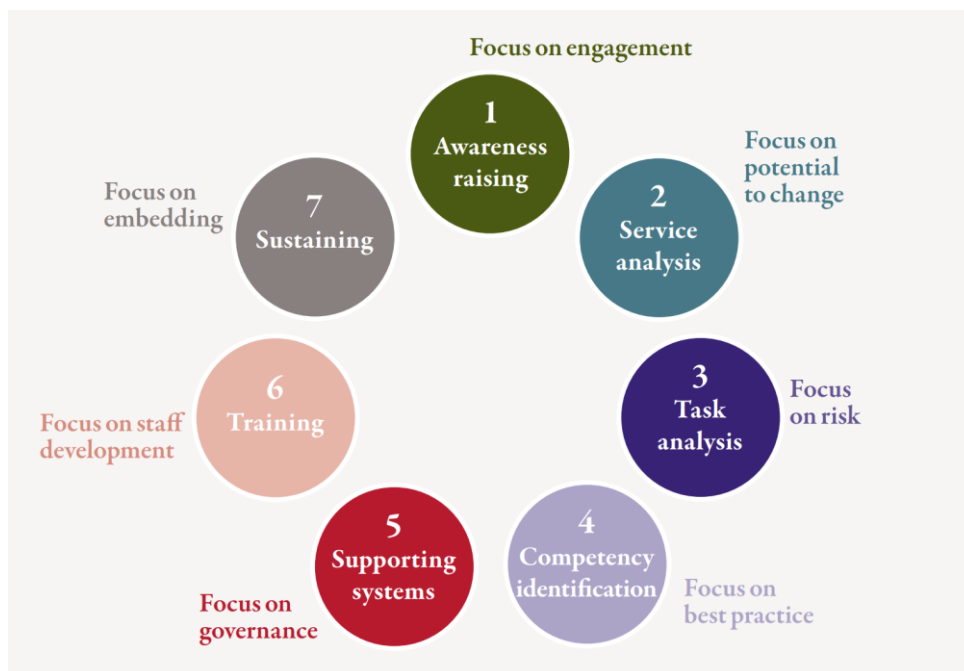 Focus on engagement
1
Awareness
raising
Focus on
potential
to change
2
Service
analysis
Focus
on risk
3
Task
analysis
4
Competency
identification
Focus on
best practice
5
Supporting
systems
Focus on
governance
6
Training
Focus on staff
development
7
Sustaining
Focus on
embedding